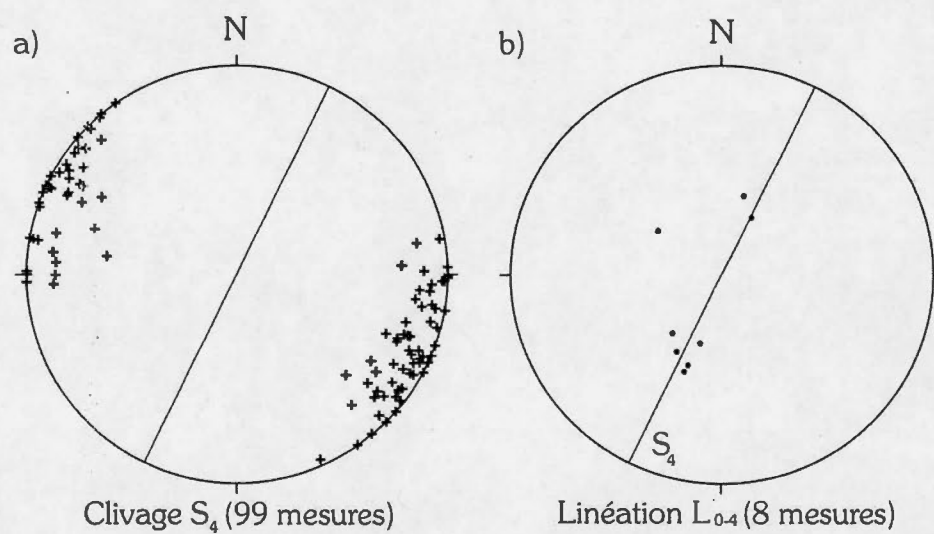 a)
N
b)
N
S₄
Clivage S₄ (99 mesures)
Linéation L₀₋₄ (8 mesures)